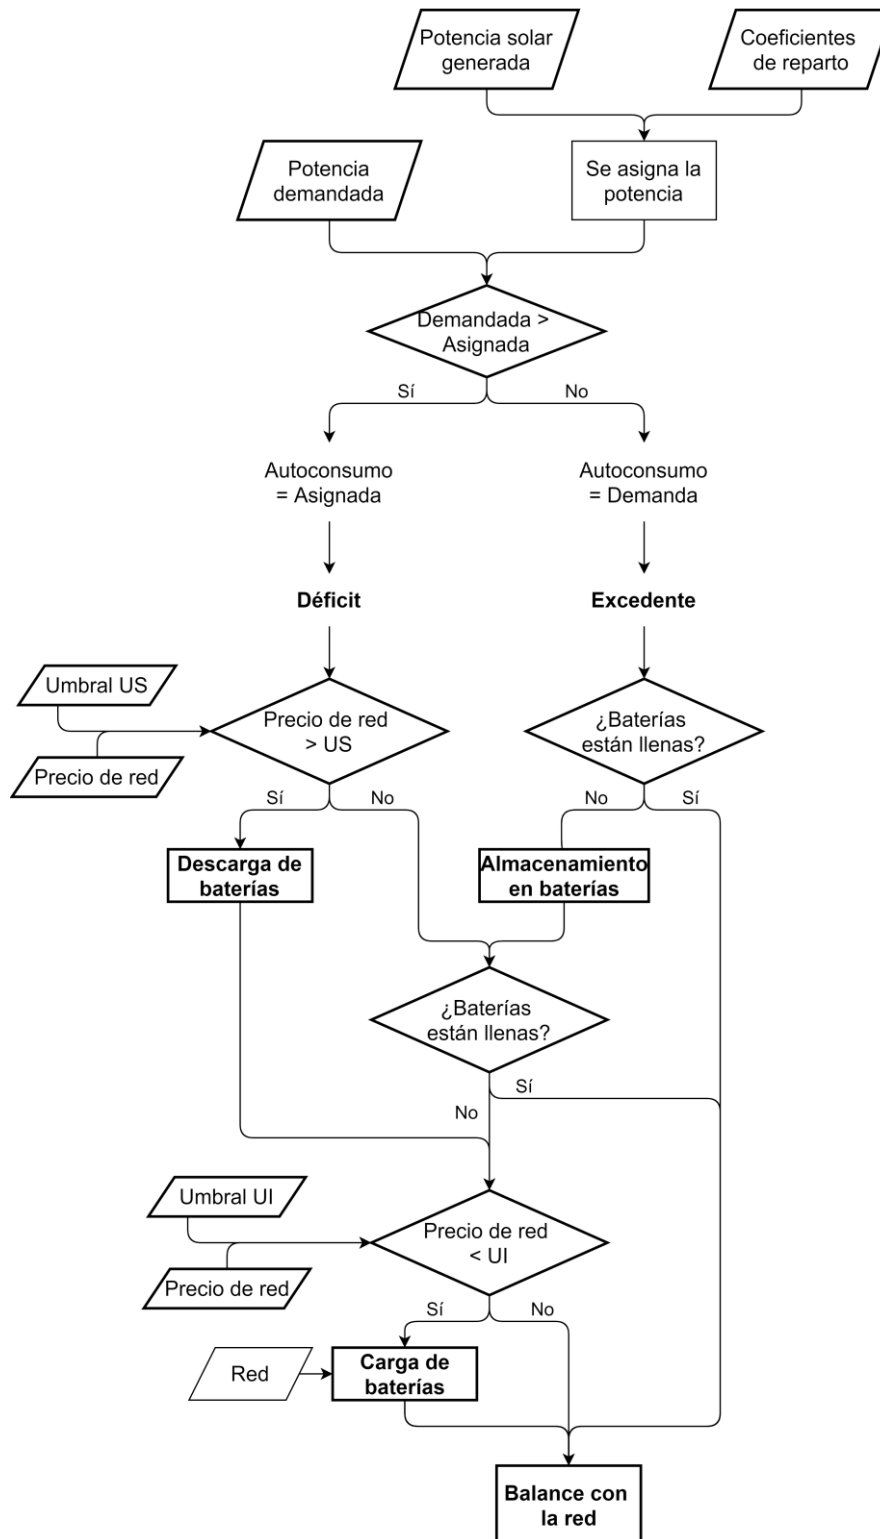 Potencia solar
generada
Coeficientes
de reparto
Potencia
demandada
Se asigna la
potencia
Demandada >
Asignada
Sí
No
Autoconsumo
= Asignada
Autoconsumo
= Demanda
Déficit
Excedente
Umbral US
Precio de red
Precio de red
> US
¿Baterías
están llenas?
Sí
No
No
Sí
Descarga de
baterías
Almacenamiento
en baterías
¿Baterías
están llenas?
Sí
No
Umbral UI
Precio de red
Precio de red
< UI
Sí
No
Red
Carga de
baterías
Balance con
la red